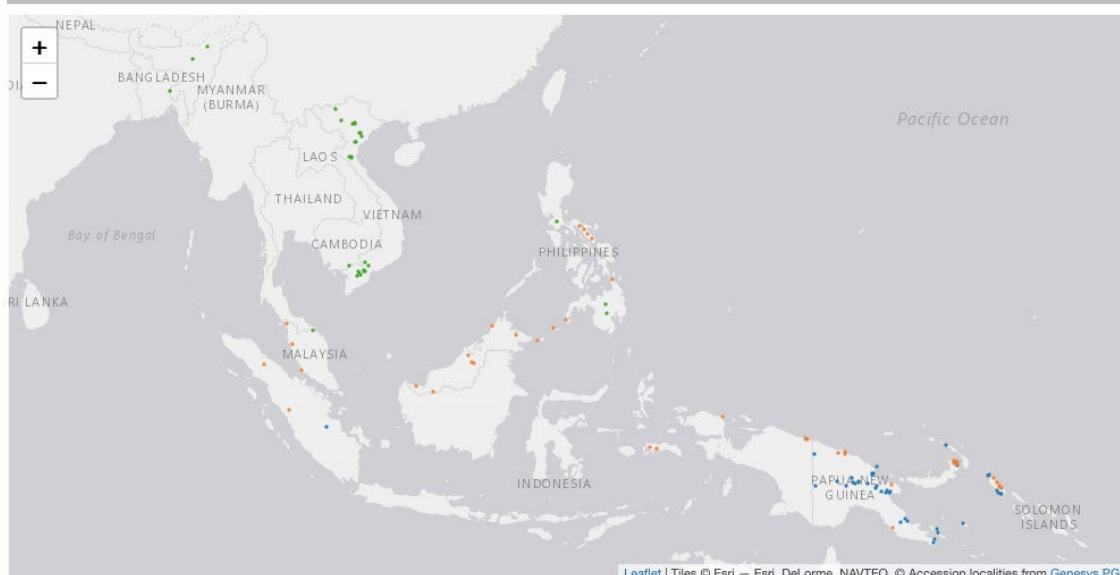 NEPAL
+
−
BANGLADESH
MYANMAR
(BURMA)
Pacific Ocean
LAOS
THAILAND
VIETNAM
Bay of Bengal
CAMBODIA
PHILIPPINES
RI LANKA
MALAYSIA
PAPUA NEW
GUINEA
INDONESIA
SOLOMON
ISLANDS
Leaflet | Tiles © Esri — Esri, DeLorme, NAVTEQ, © Accession localities from Genesys PG